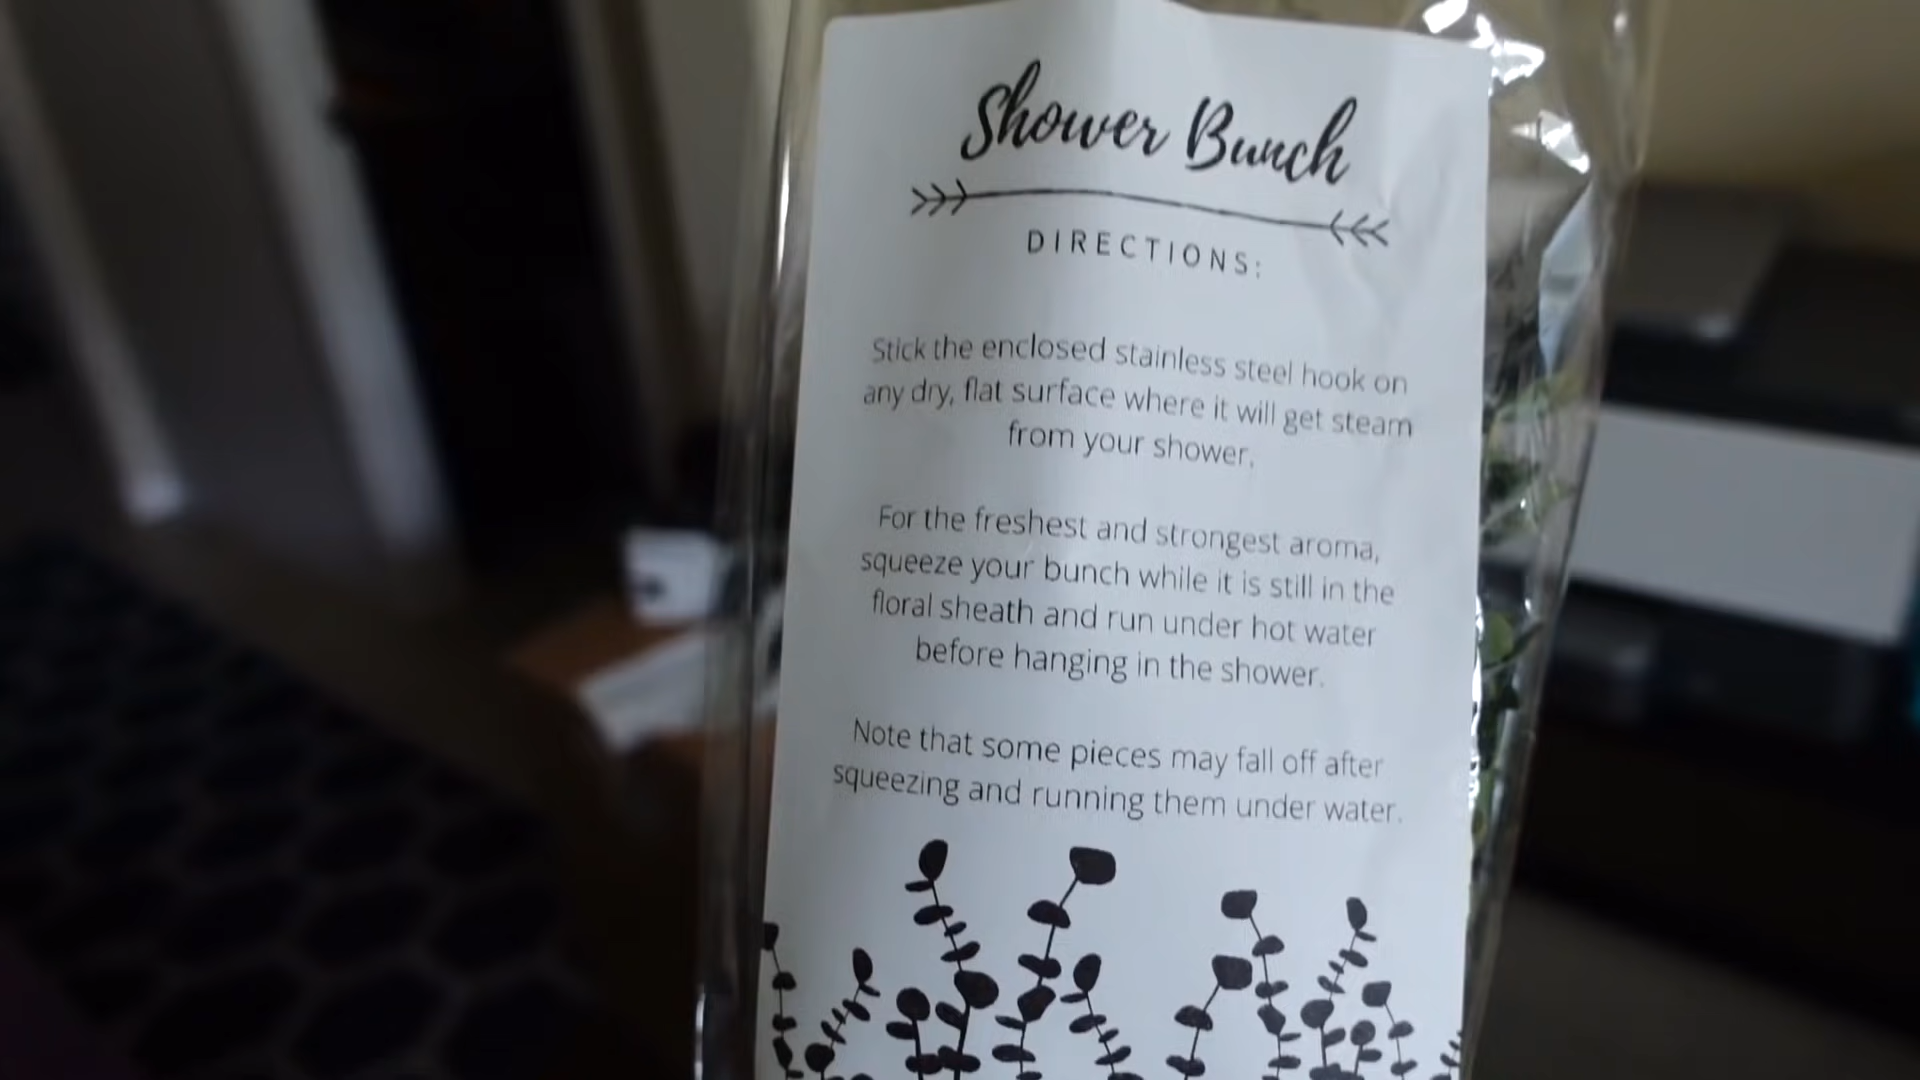 Shower Bunch
DIRECTIONS:
Stick the enclosed stainless steel hook on
any dry, flat surface where it will get steam
from your shower.
For the freshest and strongest aroma,
squeeze your bunch while it is still in the
floral sheath and run under hot water
before hanging in the shower.
Note that some pieces may fall off after
squeezing and running them under water.